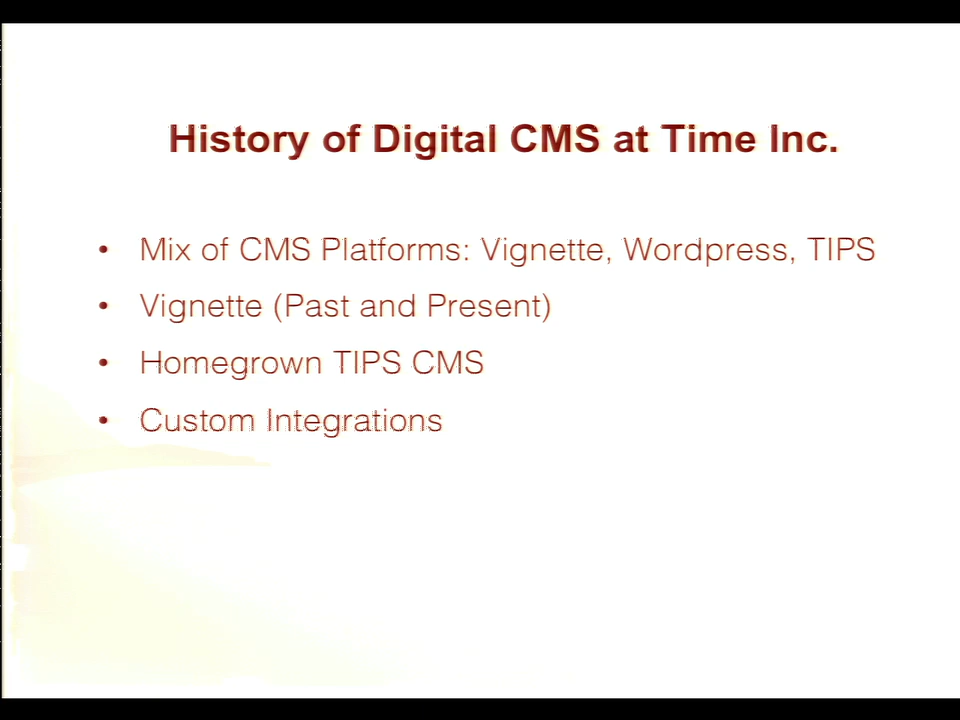 History of Digital CMS at Time Inc.
• Mix of CMS Platforms: Vignette, Wordpress, TIPS
• Vignette (Past and Present)
• Homegrown TIPS CMS
• Custom Integrations